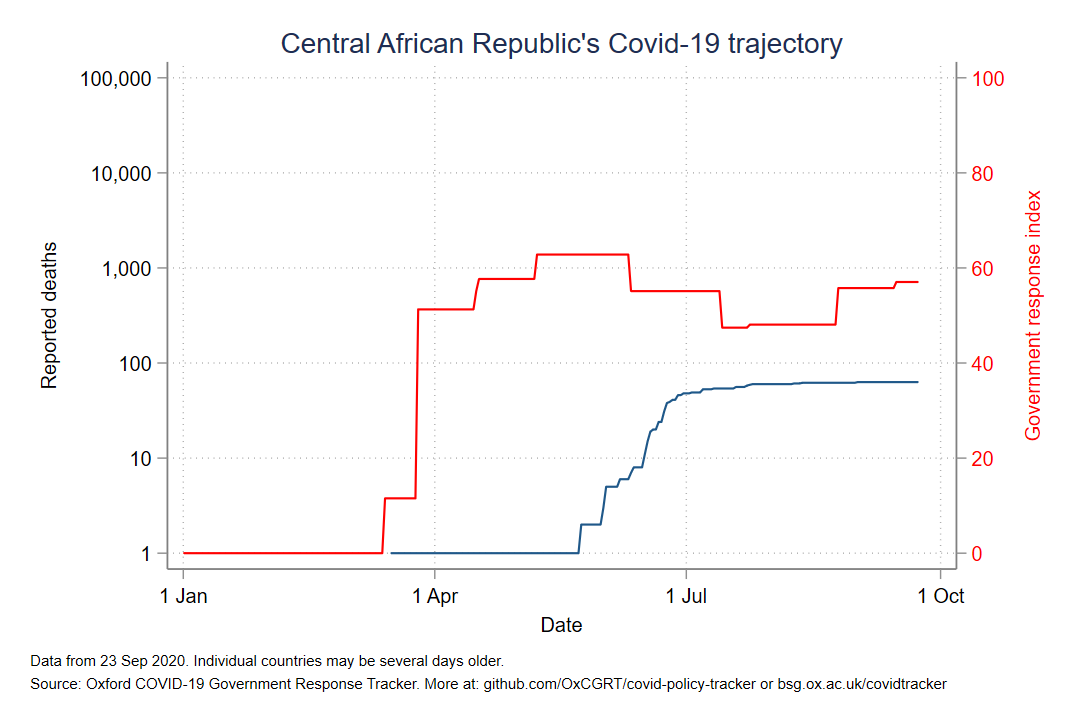 Central African Republic's Covid-19 trajectory
100,000
10,000
1,000
100
10
1
Reported deaths
100
80
60
40
20
0
Government response index
1 Jan
1 Apr
1 Jul
1 Oct
Date
Data from 23 Sep 2020. Individual countries may be several days older.
Source: Oxford COVID-19 Government Response Tracker. More at: github.com/OxCGRT/covid-policy-tracker or bsg.ox.ac.uk/covidtracker